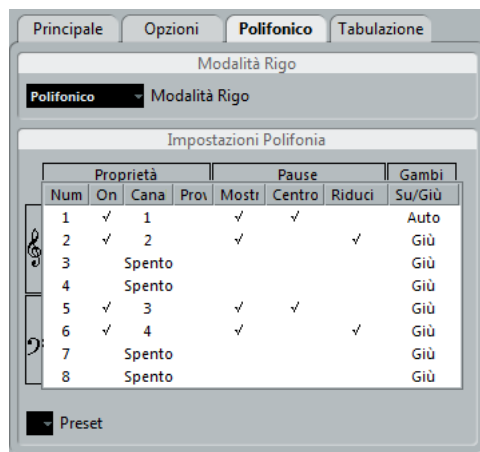 Principale Opzioni Polifonico Tabulazione
Modalità Rigo
Polifonico Modalità Rigo
Impostazioni Polifonia
Proprietà Pause Gambi
Num On Cana Prov Mostr Centro Riduci Su/Giù
1 √ 1 √ √ Auto
2 √ 2 √ √ Giù
3 Spento Giù
4 Spento Giù
5 √ 3 √ √ Giù
6 √ 4 √ √ Giù
7 Spento Giù
8 Spento Giù
Preset